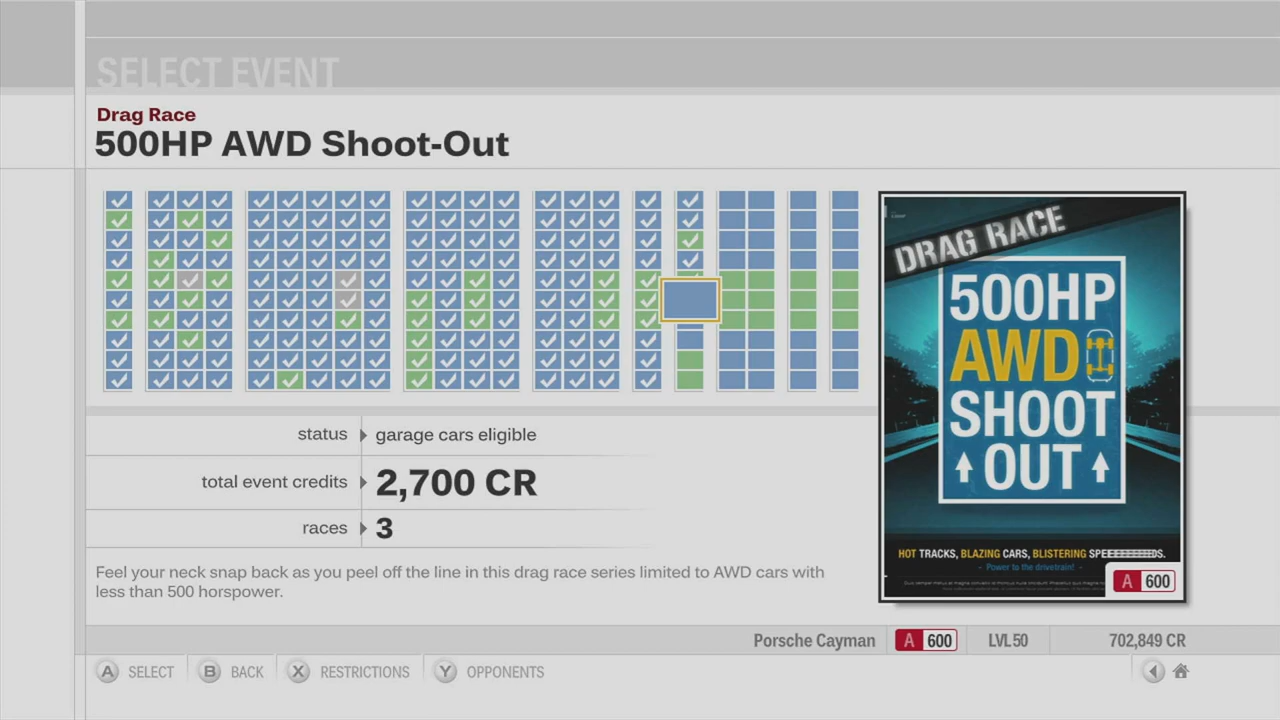 SELECT EVENT
Drag Race
500HP AWD Shoot-Out
DRAG RACE
500HP
AWD
SHOOT
OUT
HOT TRACKS, BLAZING CARS, BLISTERING SPEEEEEEEEDS.
- Power to the drivetrain! -
A 600
status garage cars eligible
total event credits 2,700 CR
races 3
Feel your neck snap back as you peel off the line in this drag race series limited to AWD cars with
less than 500 horspower.
Porsche Cayman A 600 LVL 50 702,849 CR
A SELECT B BACK X RESTRICTIONS Y OPPONENTS